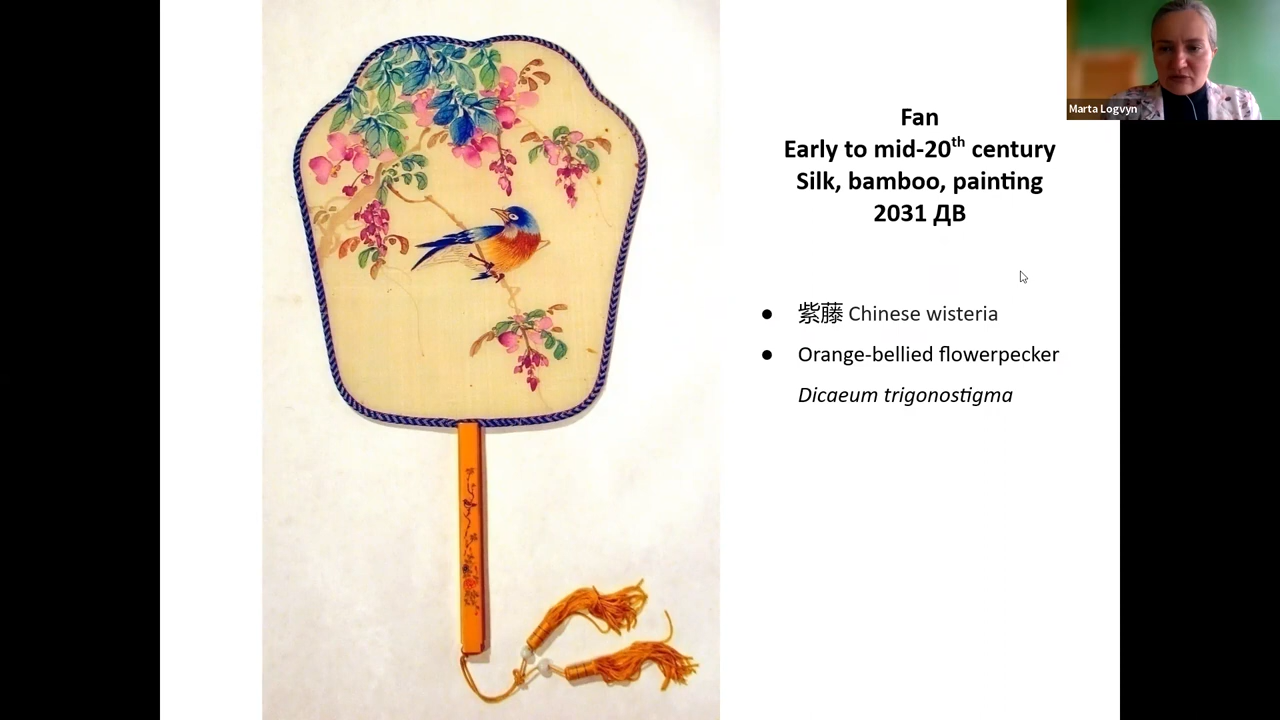 Fan
Early to mid-20th century
Silk, bamboo, painting
2031 ДВ
● 紫藤 Chinese wisteria
● Orange-bellied flowerpecker
Dicaeum trigonostigma
Marta Logvyn